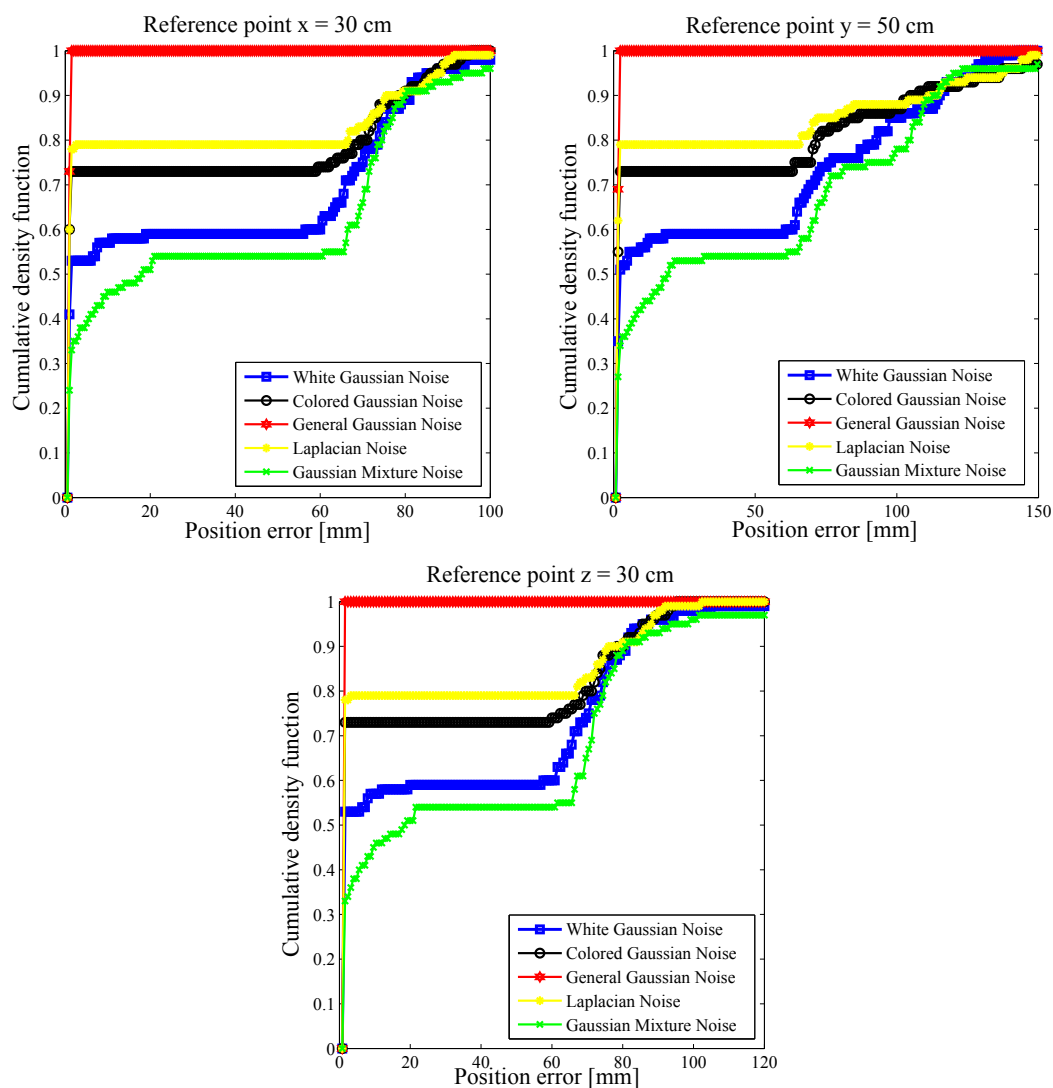 Reference point x = 30 cm
1
0.9
0.8
0.7
0.6
0.5
0.4
0.3
0.2
0.1
0
Cumulative density function
White Gaussian Noise
Colored Gaussian Noise
General Gaussian Noise
Laplacian Noise
Gaussian Mixture Noise
0 20 40 60 80 100
Position error [mm]
Reference point y = 50 cm
1
0.9
0.8
0.7
0.6
0.5
0.4
0.3
0.2
0.1
0
Cumulative density function
White Gaussian Noise
Colored Gaussian Noise
General Gaussian Noise
Laplacian Noise
Gaussian Mixture Noise
0 50 100 150
Position error [mm]
Reference point z = 30 cm
1
0.9
0.8
0.7
0.6
0.5
0.4
0.3
0.2
0.1
0
Cumulative density function
White Gaussian Noise
Colored Gaussian Noise
General Gaussian Noise
Laplacian Noise
Gaussian Mixture Noise
0 20 40 60 80 100 120
Position error [mm]